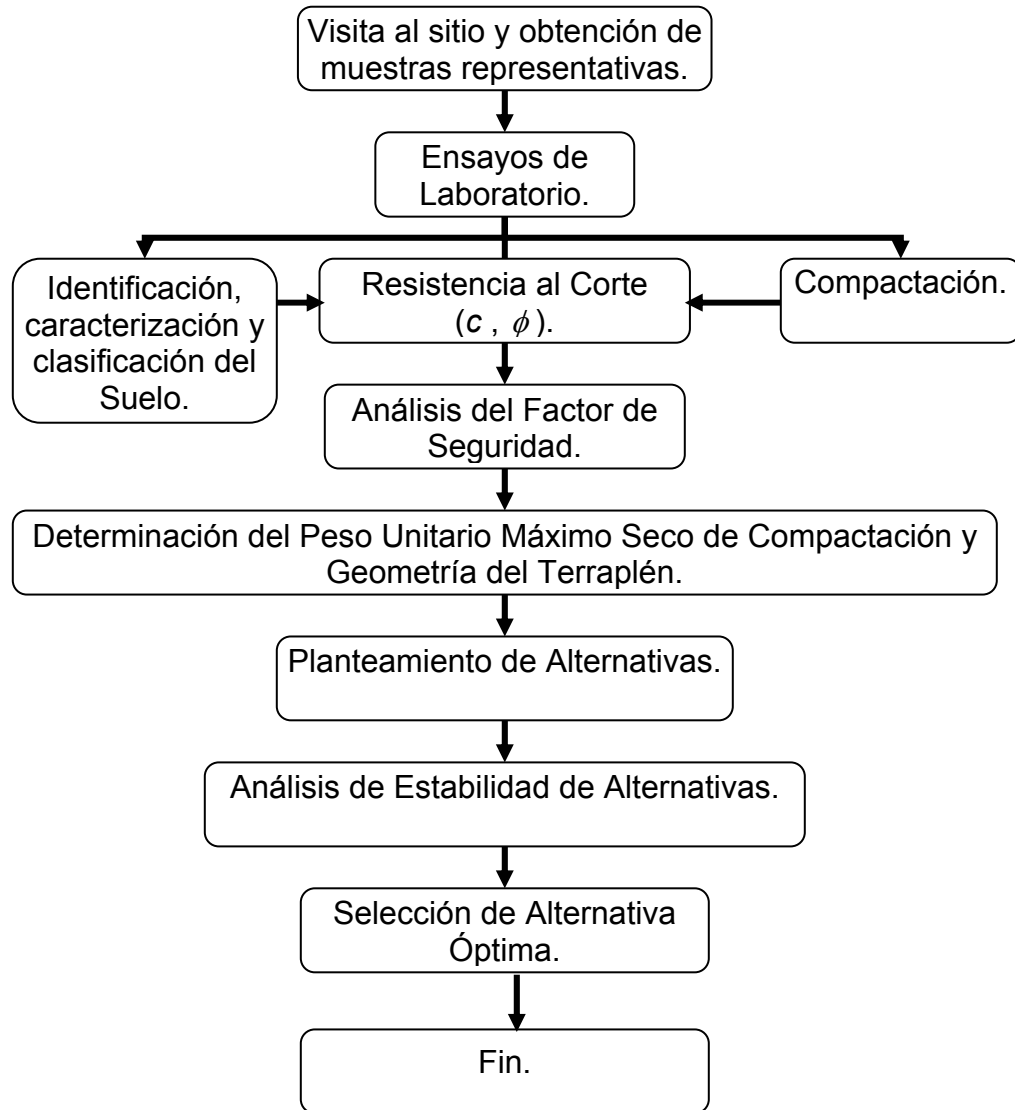 Visita al sitio y obtención de
muestras representativas.
Ensayos de
Laboratorio.
Identificación,
caracterización y
clasificación del
Suelo.
Resistencia al Corte
(c , ϕ ).
Compactación.
Análisis del Factor de
Seguridad.
Determinación del Peso Unitario Máximo Seco de Compactación y
Geometría del Terraplén.
Planteamiento de Alternativas.
Análisis de Estabilidad de Alternativas.
Selección de Alternativa
Óptima.
Fin.